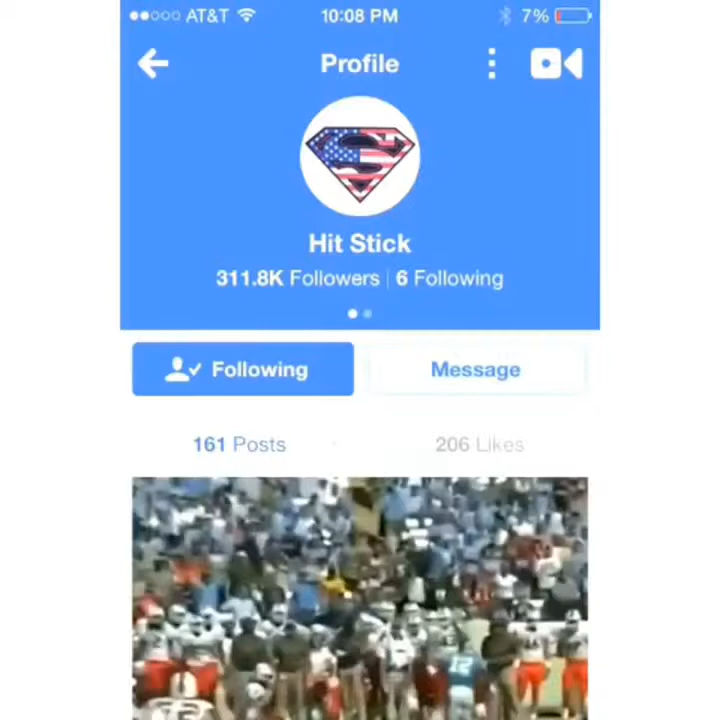 AT&T 10:08 PM 7%
Profile
Hit Stick
311.8K Followers | 6 Following
Following Message
161 Posts 206 Likes
12